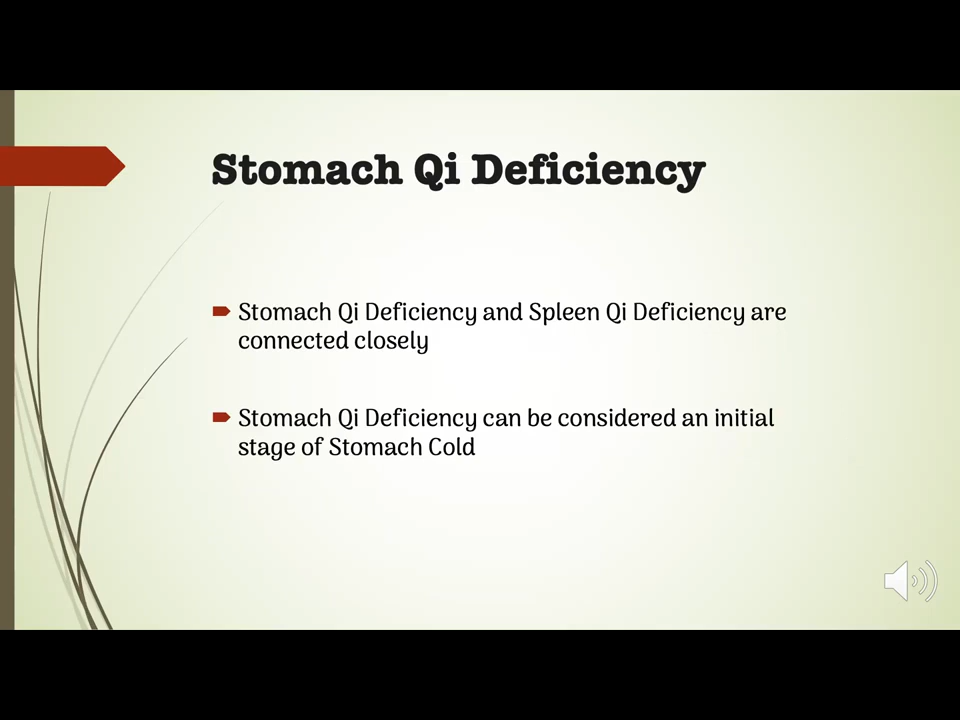 Stomach Qi Deficiency
Stomach Qi Deficiency and Spleen Qi Deficiency are
connected closely
Stomach Qi Deficiency can be considered an initial
stage of Stomach Cold